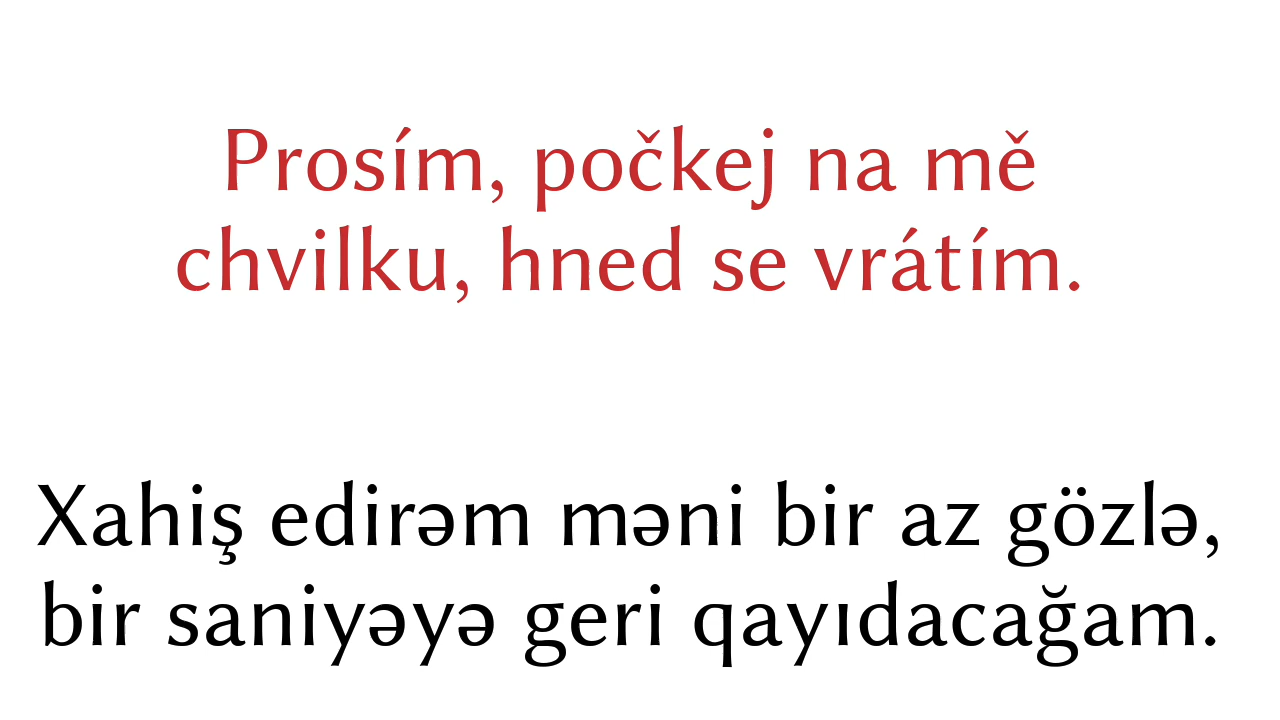 Prosím, počkej na mě
chvilku, hned se vrátím.
Xahiş edirəm məni bir az gözlə,
bir saniyəyə geri qayıdacağam.